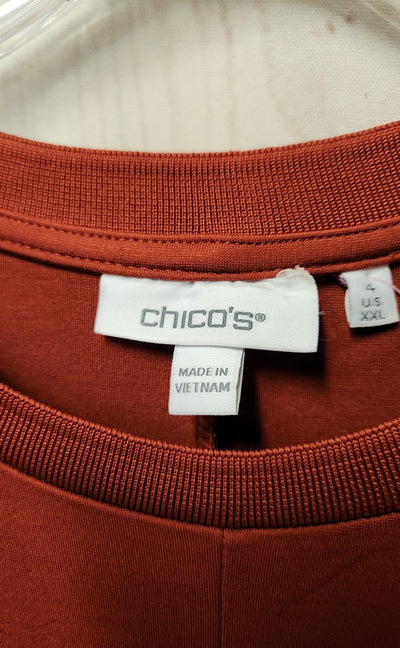 chico's®
MADE IN
VIETNAM
4
U.S.
XXL